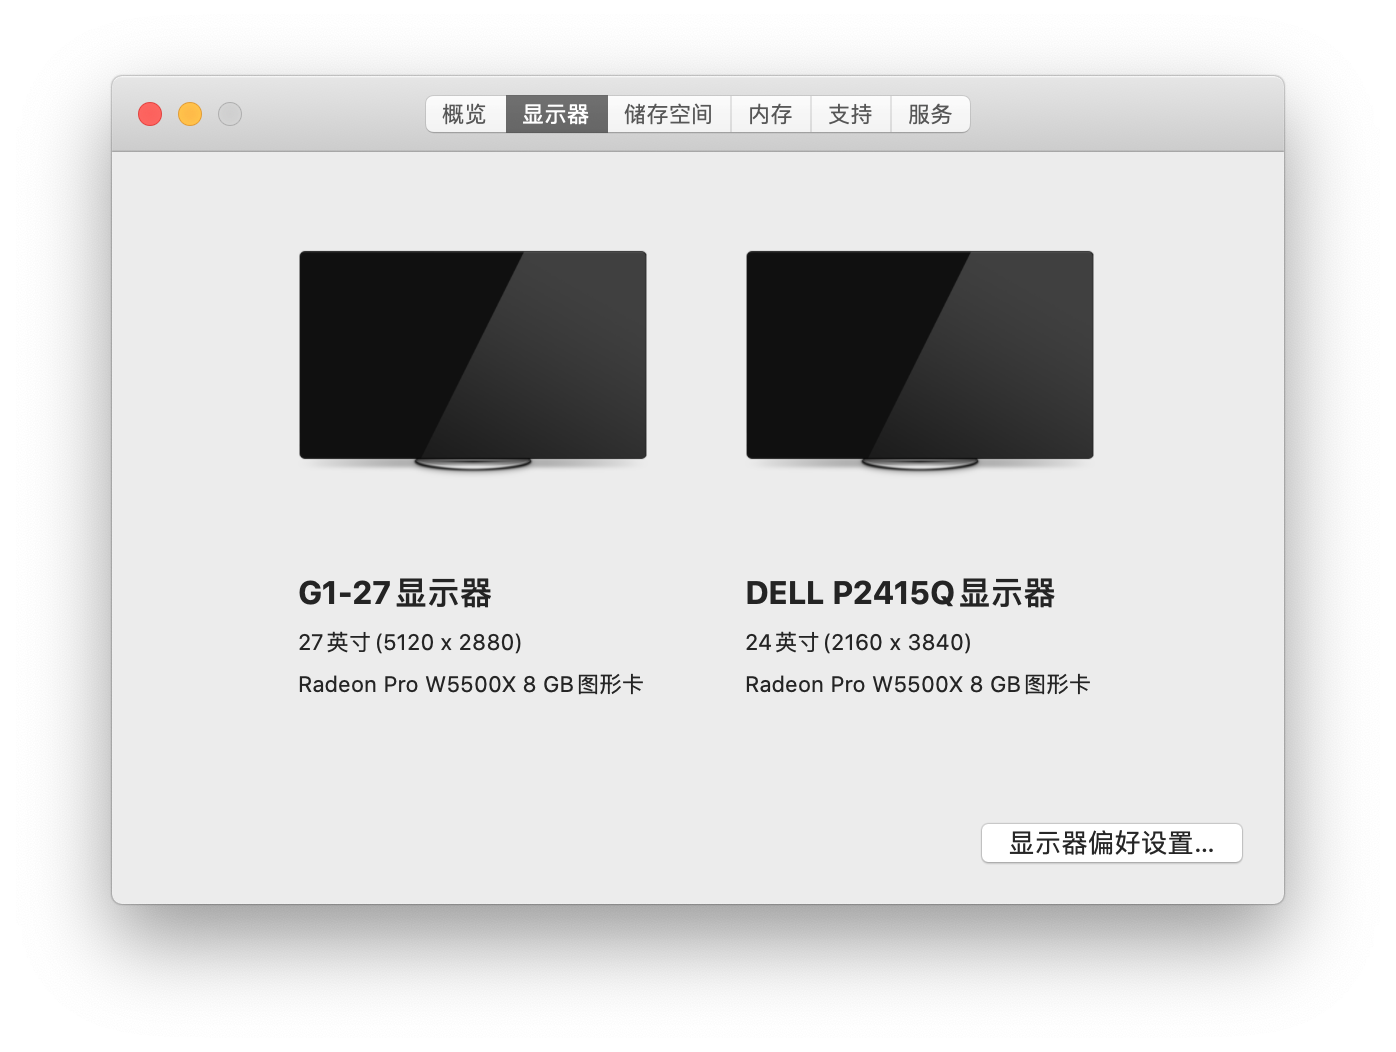 概览 显示器 储存空间 内存 支持 服务
G1-27显示器
27英寸 (5120 x 2880)
Radeon Pro W5500X 8 GB图形卡
DELL P2415Q显示器
24英寸 (2160 x 3840)
Radeon Pro W5500X 8 GB图形卡
显示器偏好设置...